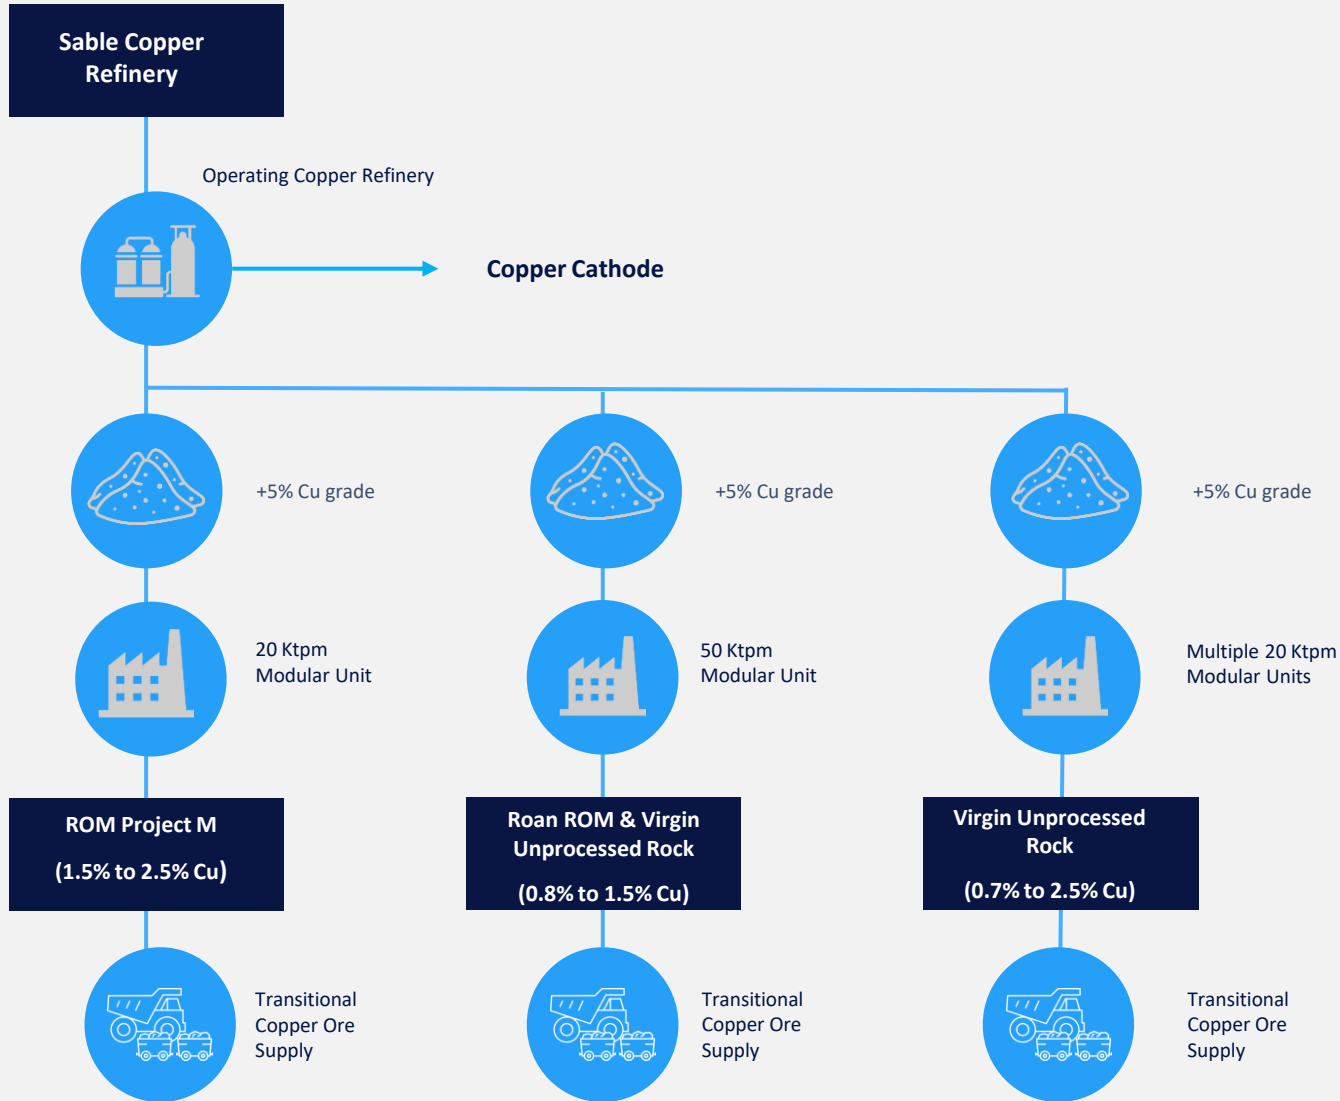 Sable Copper
Refinery
Operating Copper Refinery
Copper Cathode
+5% Cu grade
+5% Cu grade
+5% Cu grade
20 Ktpm
Modular Unit
50 Ktpm
Modular Unit
Multiple 20 Ktpm
Modular Units
ROM Project M
(1.5% to 2.5% Cu)
Roan ROM & Virgin
Unprocessed Rock
(0.8% to 1.5% Cu)
Virgin Unprocessed
Rock
(0.7% to 2.5% Cu)
Transitional
Copper Ore
Supply
Transitional
Copper Ore
Supply
Transitional
Copper Ore
Supply